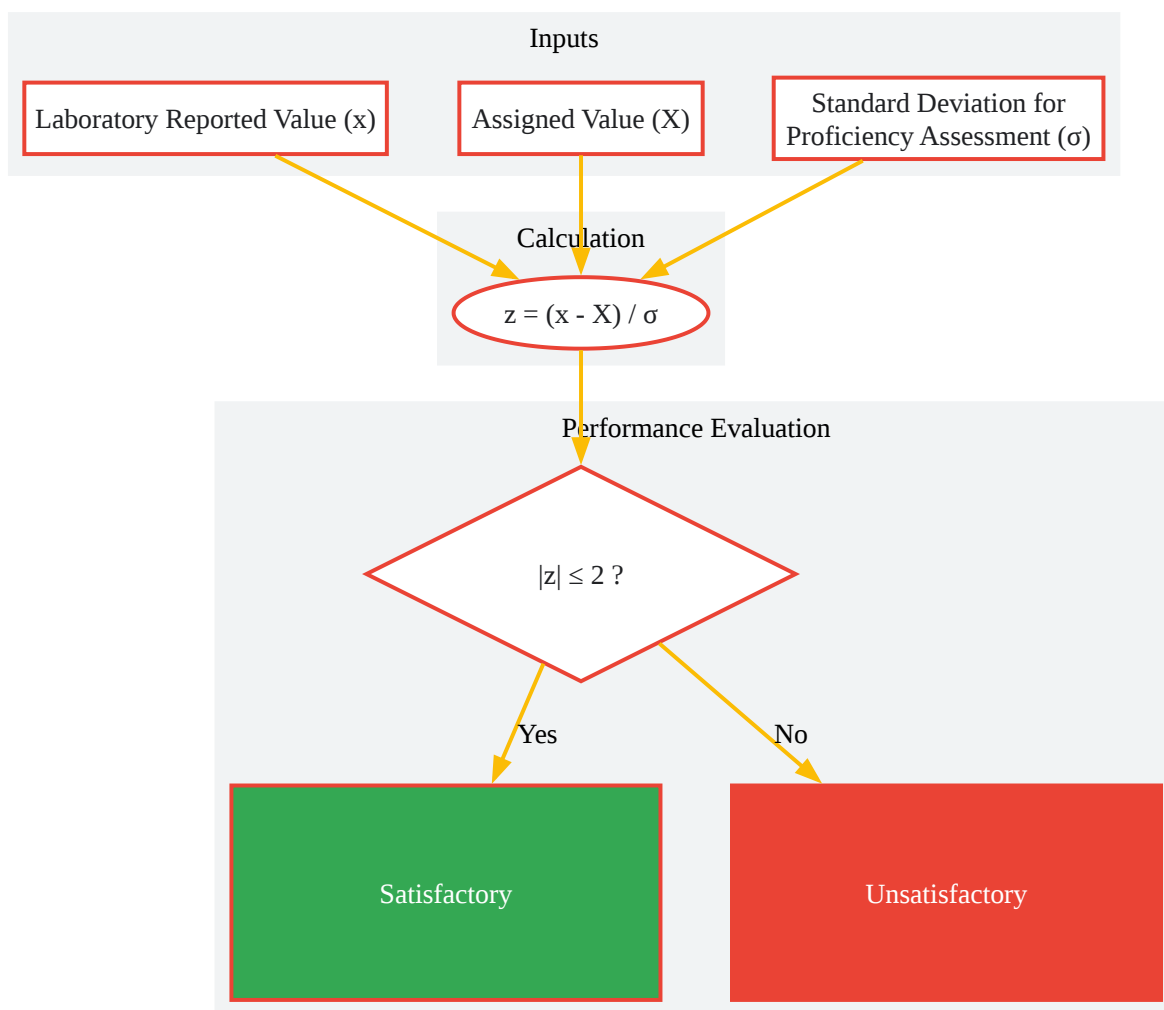 Inputs
Laboratory Reported Value (x)
Assigned Value (X)
Standard Deviation for
Proficiency Assessment (σ)
Calculation
z = (x - X) / σ
Performance Evaluation
|z| ≤ 2 ?
Yes
No
Satisfactory
Unsatisfactory